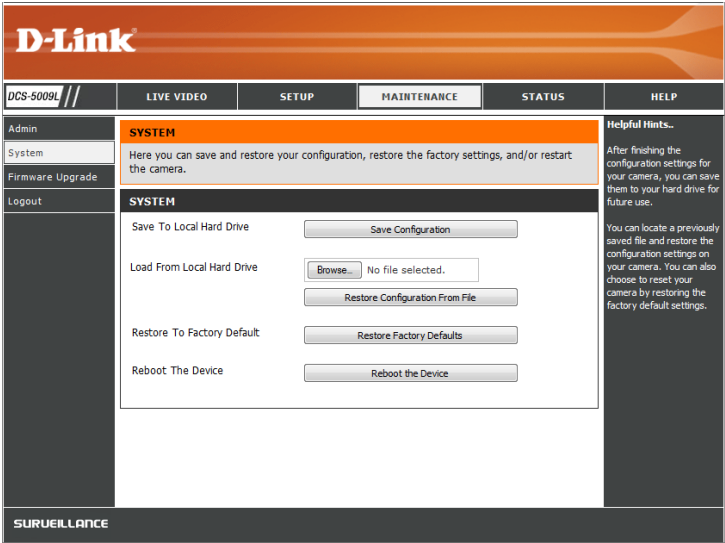 D-Link
DCS-5009L //
LIVE VIDEO
SETUP
MAINTENANCE
STATUS
HELP
Admin
System
Firmware Upgrade
Logout
SYSTEM
Here you can save and restore your configuration, restore the factory settings, and/or restart
the camera.
SYSTEM
Save To Local Hard Drive
Save Configuration
Load From Local Hard Drive
Browse... No file selected.
Restore Configuration From File
Restore To Factory Default
Restore Factory Defaults
Reboot The Device
Reboot the Device
Helpful Hints..
After finishing the
configuration settings for
your camera, you can save
them to your hard drive for
future use.
You can locate a previously
saved file and restore the
configuration settings on
your camera. You can also
choose to reset your
camera by restoring the
factory default settings.
SURVEILLANCE